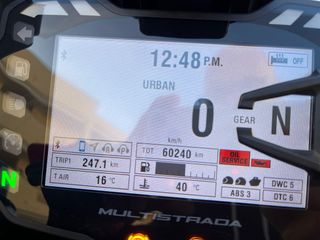 12:48 P.M.
OFF
URBAN
0
GEAR N
km/h
TOT 60240 km
OIL
SERVICE
TRIP1
247.1 km
T AIR
16 °C
40 °C
DWC 5
ABS 3
DTC 6
N
MULTISTRADA